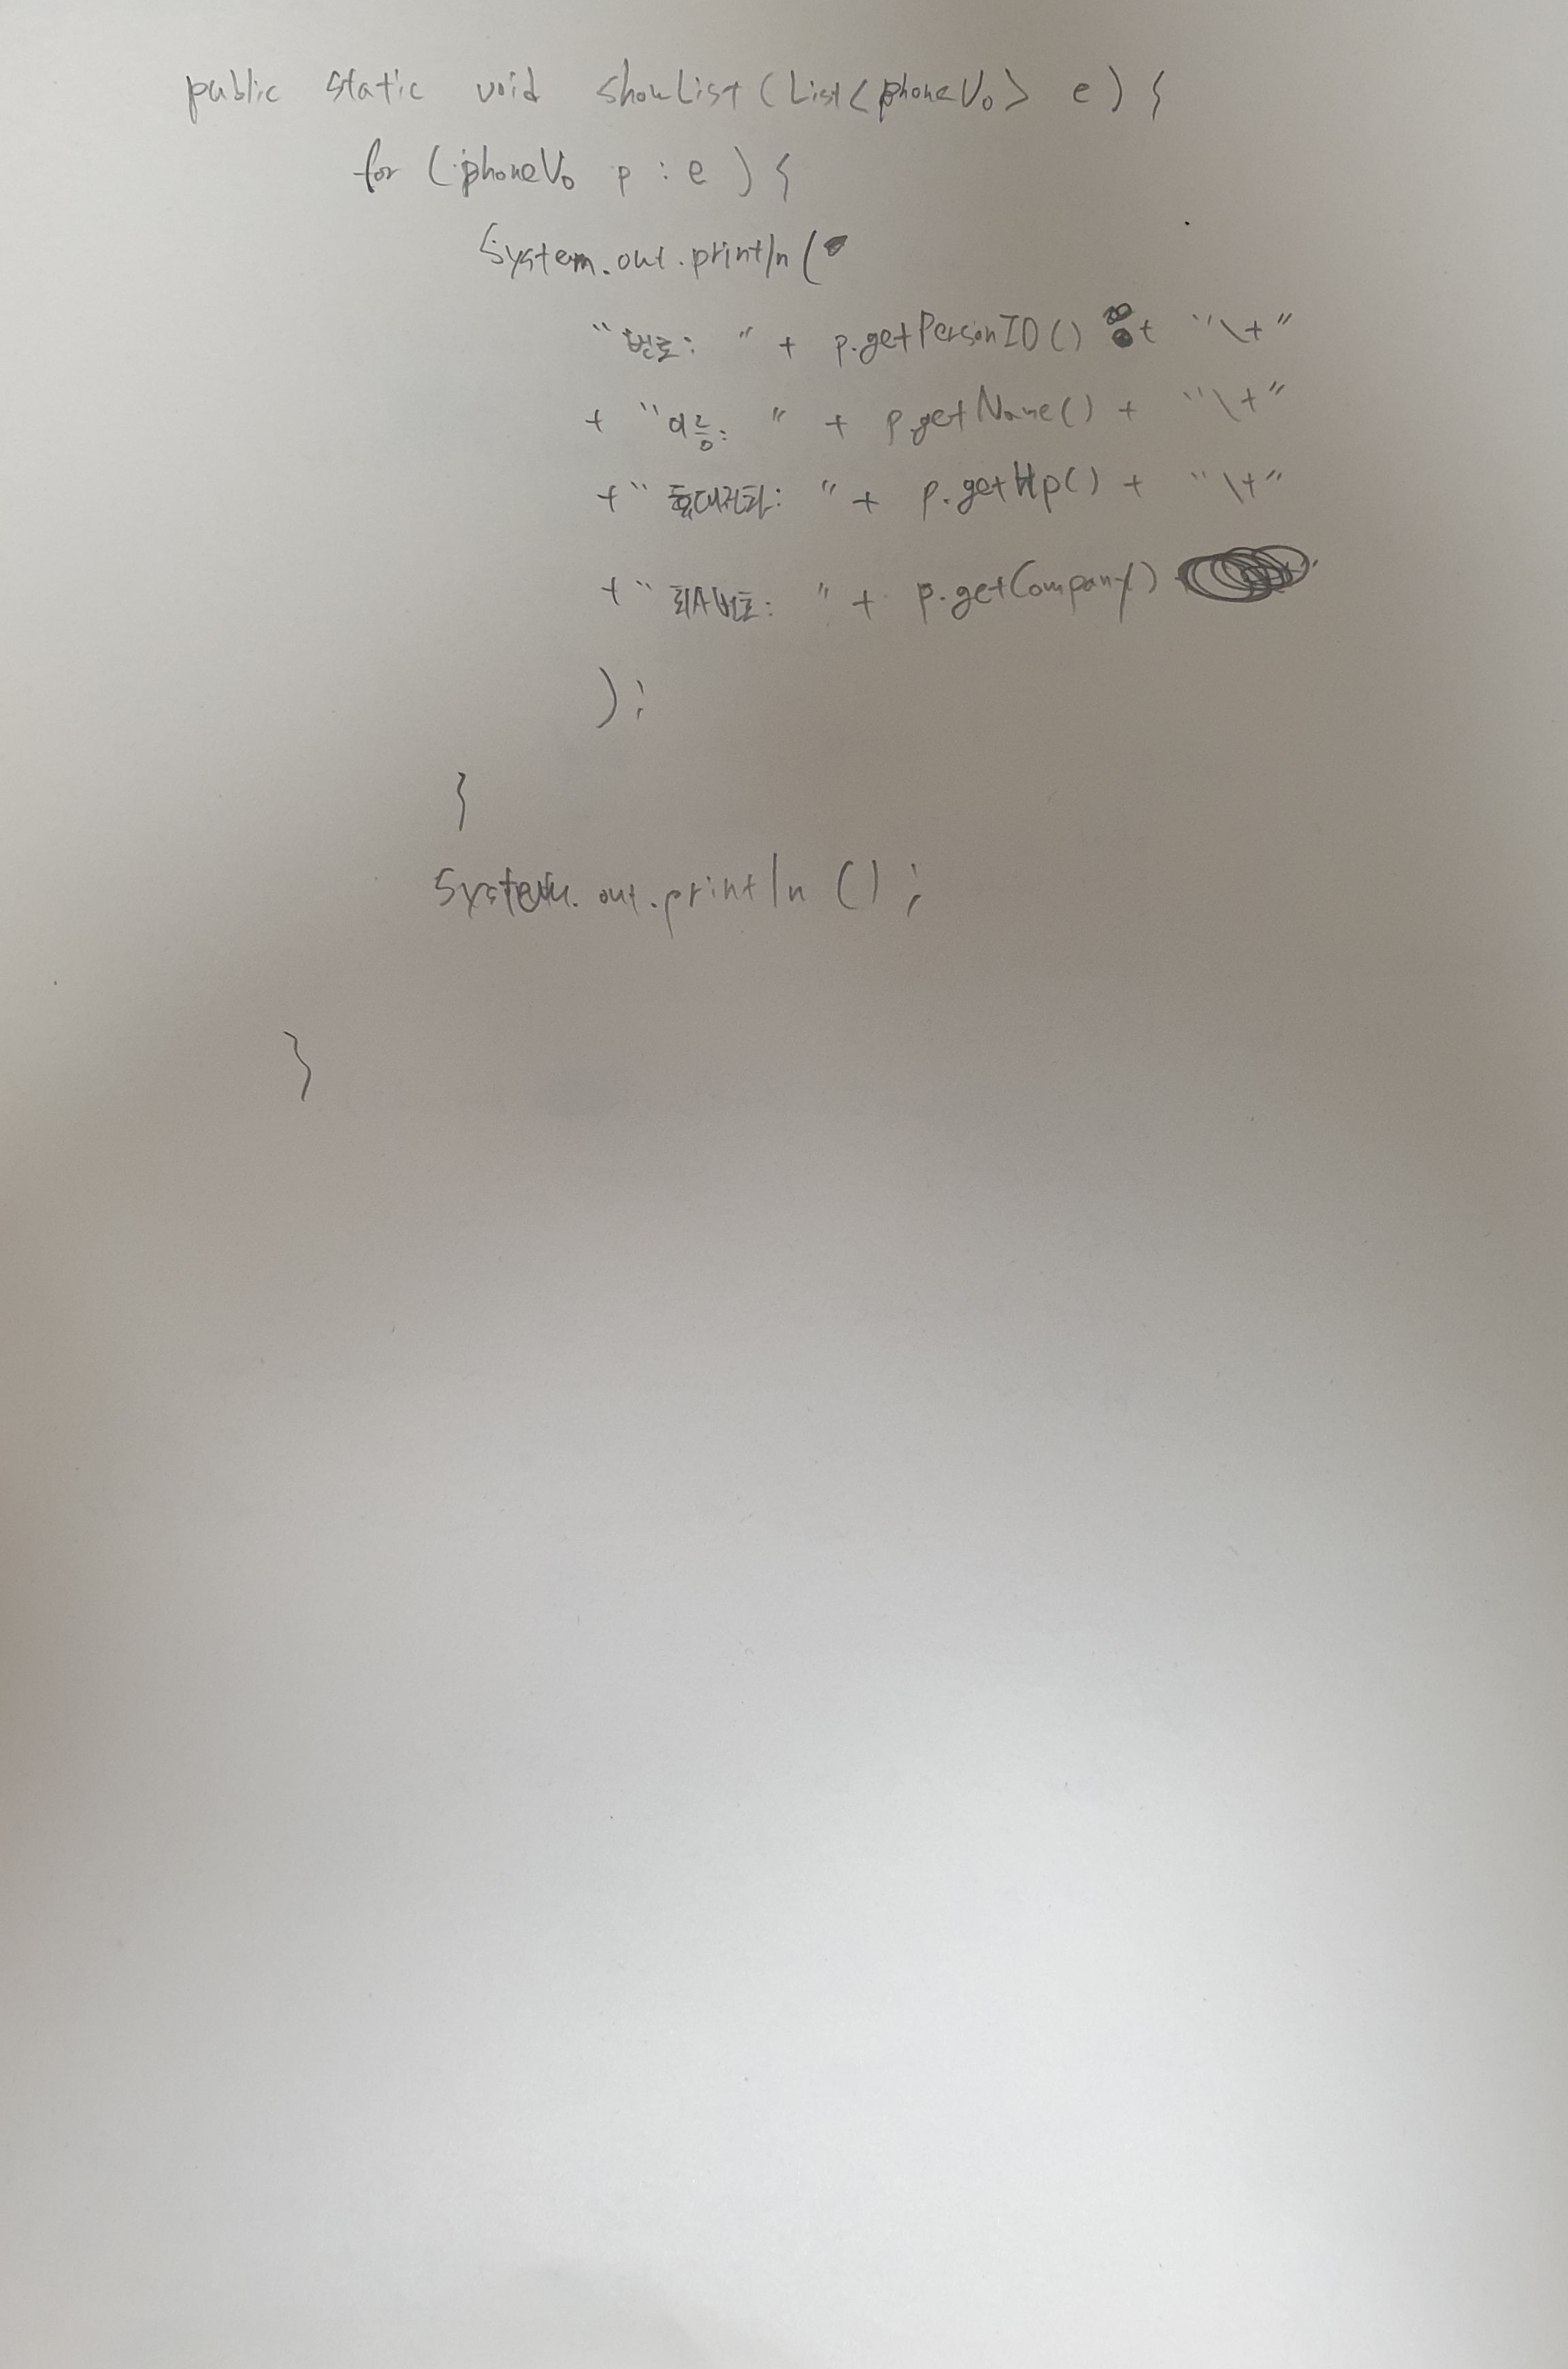 public static void showList(List<phoneVo> e) {
for (phoneVo p : e ) {
System.out.println(
"번호: " + p.getPersonID() + "\t"
+ "이름: " + p.getName() + "\t"
+ "휴대전화: " + p.getHp() + "\t"
+ "회사번호: " + p.getCompany()
);
}
System.out.println();
}